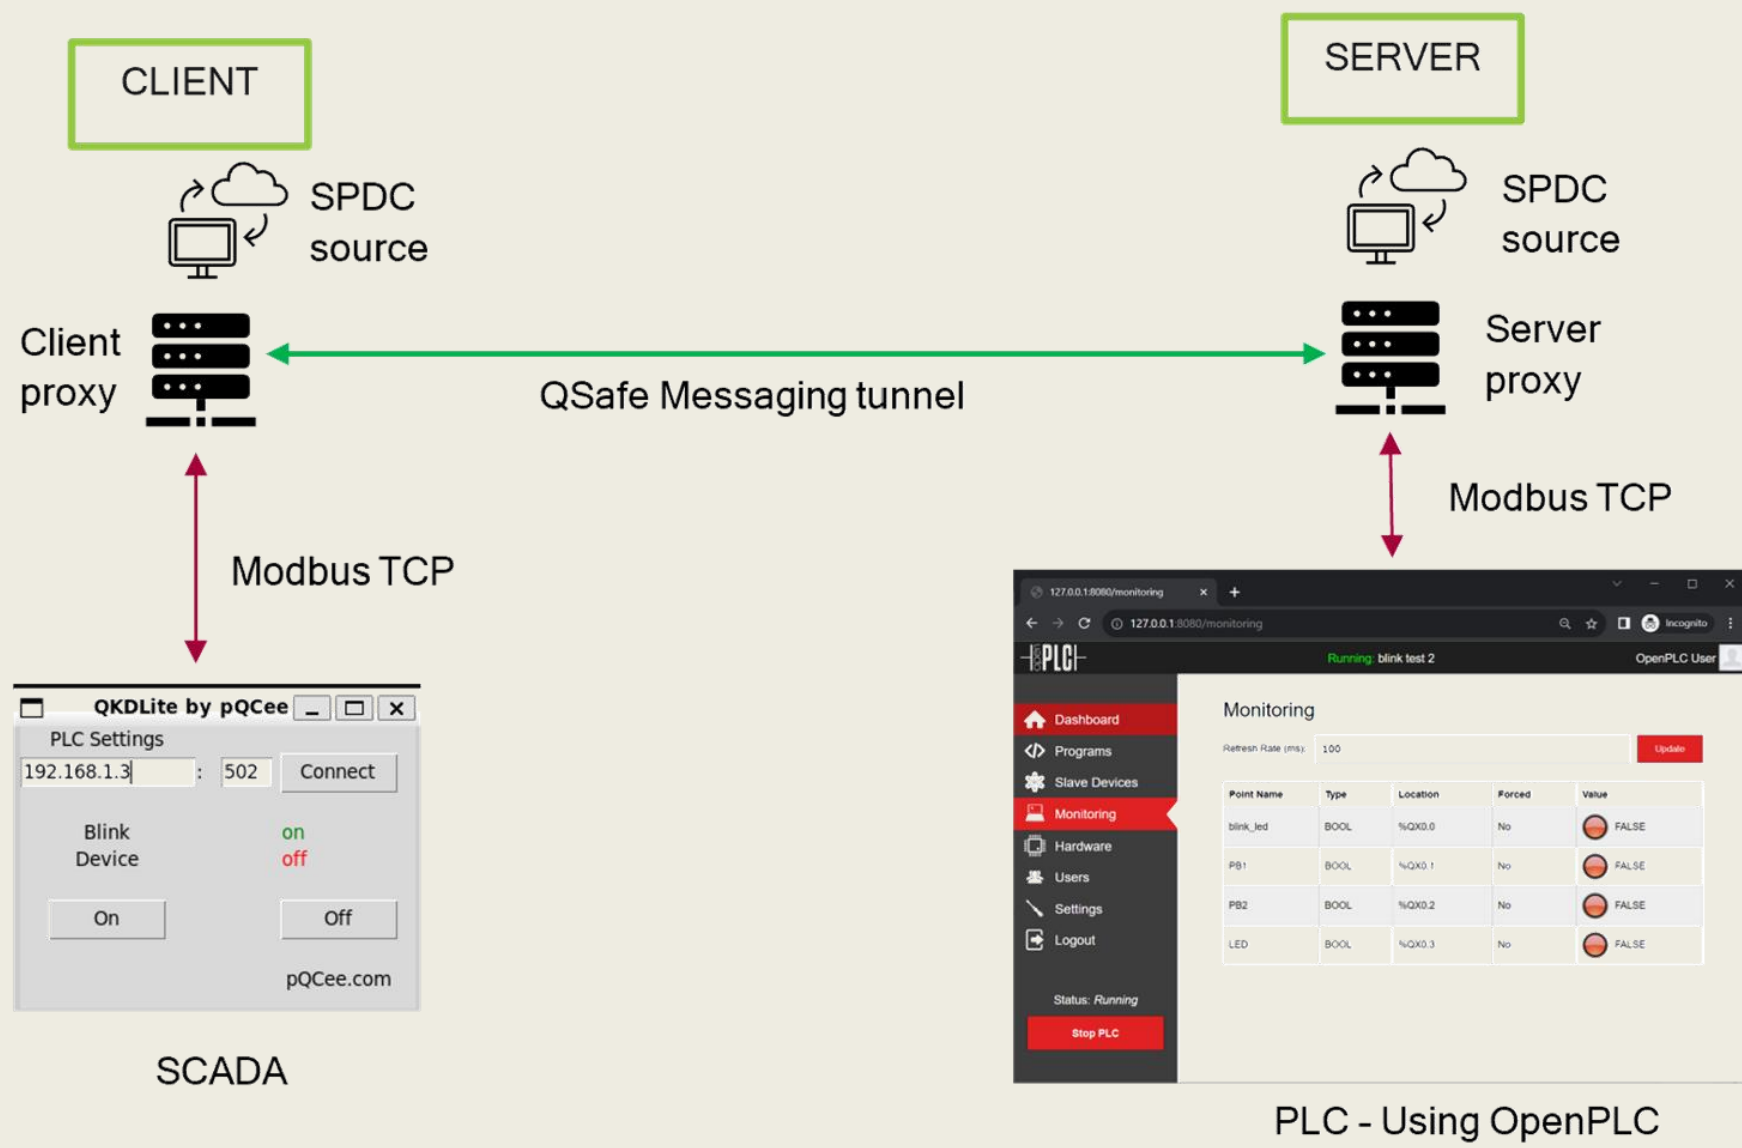 CLIENT
SERVER
SPDC
source
SPDC
source
Client
proxy
Server
proxy
QSafe Messaging tunnel
Modbus TCP
Modbus TCP
QKDLite by pQCee
PLC Settings
192.168.1.3 : 502 Connect
Blink on
Device off
On Off
pQCee.com
SCADA
127.0.0.1:8080/monitoring
127.0.0.1:8080/monitoring Incognito
OPEN PLC Running: blink test 2 OpenPLC User
Dashboard
Programs
Slave Devices
Monitoring
Hardware
Users
Settings
Logout
Status: Running
Stop PLC
Monitoring
Refresh Rate (ms): 100 Update
Point Name Type Location Forced Value
blink_led BOOL %QX0.0 No FALSE
PB1 BOOL %QX0.1 No FALSE
PB2 BOOL %QX0.2 No FALSE
LED BOOL %QX0.3 No FALSE
PLC - Using OpenPLC